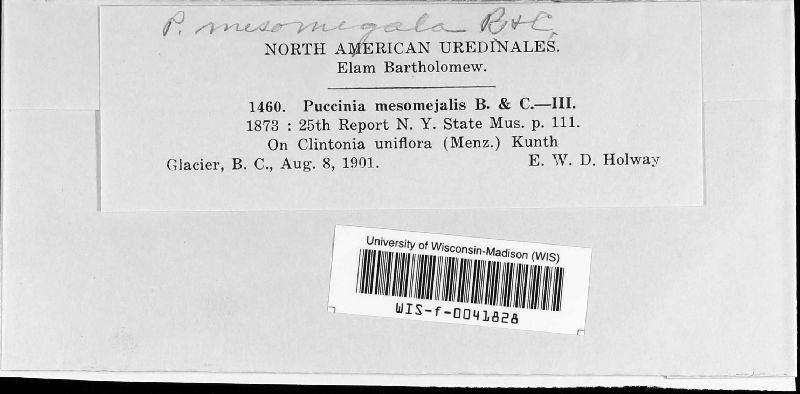 P. mesomegala B & C.
NORTH AMERICAN UREDINALES.
Elam Bartholomew.
1460. Puccinia mesomejalis B. & C.—III.
1873 : 25th Report N. Y. State Mus. p. 111.
On Clintonia uniflora (Menz.) Kunth
Glacier, B. C., Aug. 8, 1901. E. W. D. Holway
University of Wisconsin-Madison (WIS)
WIS-f-0041828